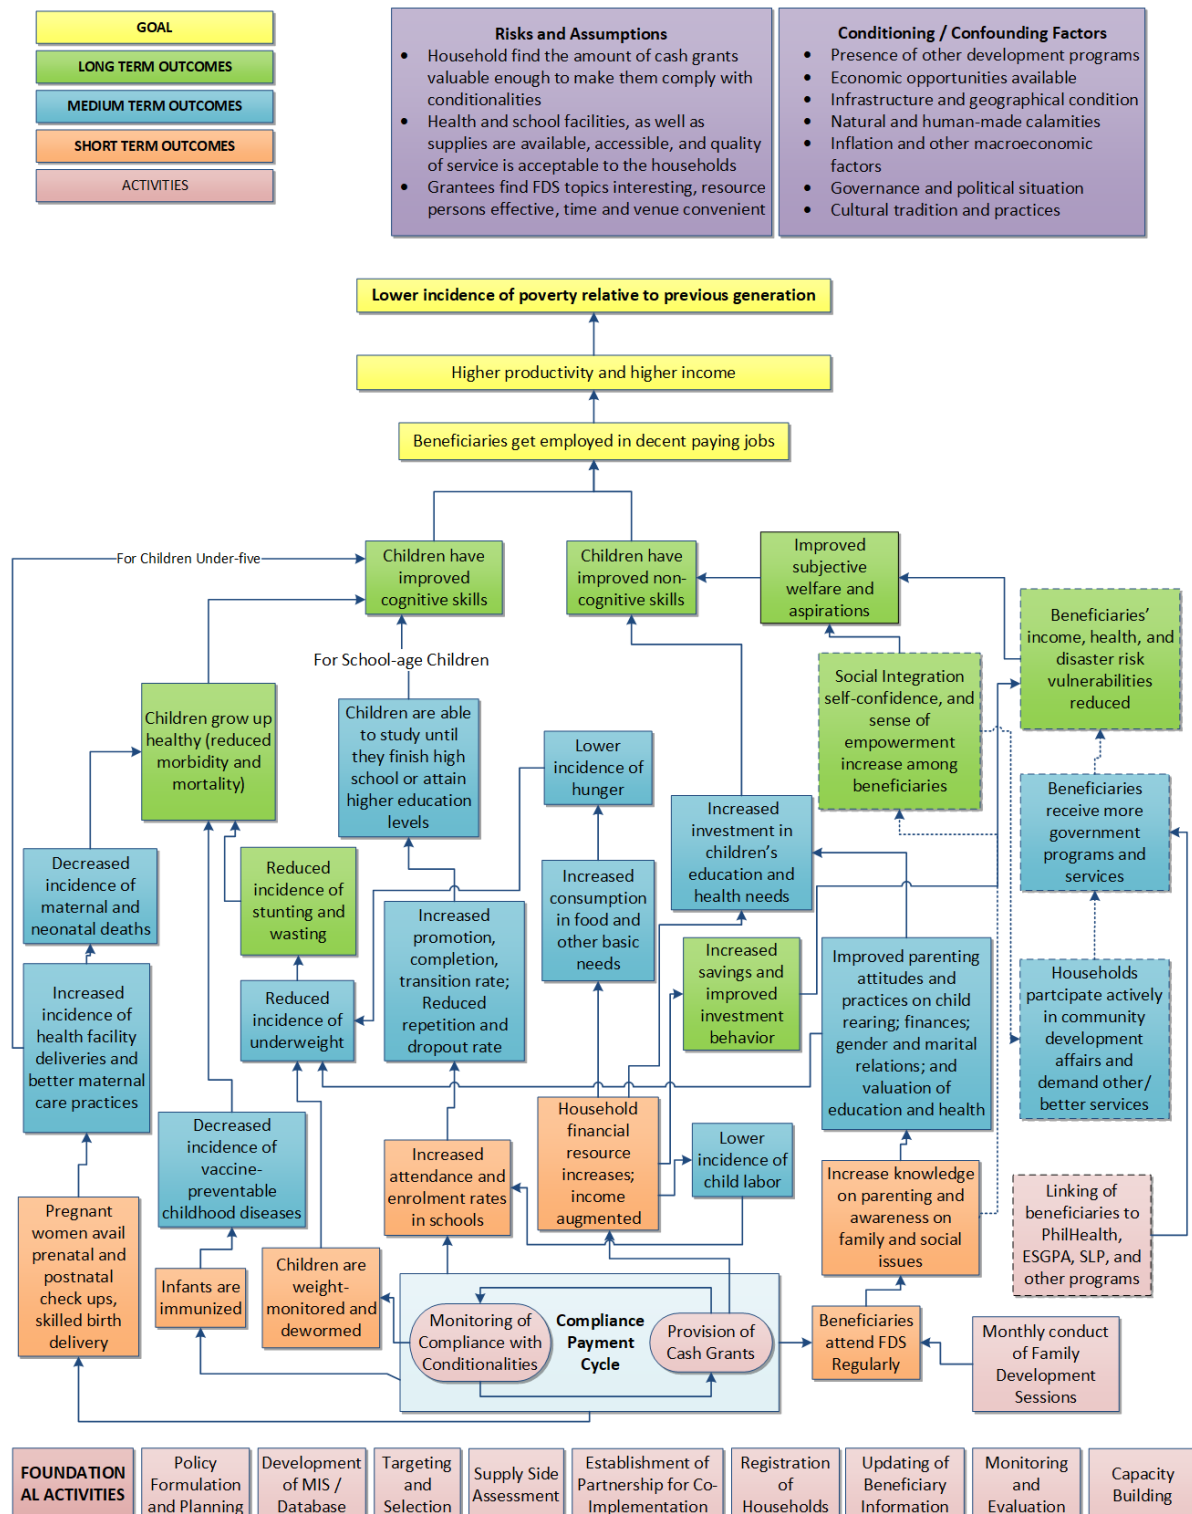 GOAL
LONG TERM OUTCOMES
MEDIUM TERM OUTCOMES
SHORT TERM OUTCOMES
ACTIVITIES
Risks and Assumptions
• Household find the amount of cash grants
valuable enough to make them comply with
conditionalities
• Health and school facilities, as well as
supplies are available, accessible, and quality
of service is acceptable to the households
• Grantees find FDS topics interesting, resource
persons effective, time and venue convenient
Conditioning / Confounding Factors
• Presence of other development programs
• Economic opportunities available
• Infrastructure and geographical condition
• Natural and human-made calamities
• Inflation and other macroeconomic
factors
• Governance and political situation
• Cultural tradition and practices
Lower incidence of poverty relative to previous generation
Higher productivity and higher income
Beneficiaries get employed in decent paying jobs
For Children Under-five
Children have
improved
cognitive skills
Children have
improved non-
cognitive skills
Improved
subjective
welfare and
aspirations
Beneficiaries'
income, health, and
disaster risk
vulnerabilities
reduced
For School-age Children
Social Integration
self-confidence, and
sense of
empowerment
increase among
beneficiaries
Children grow up
healthy (reduced
morbidity and
mortality)
Children are able
to study until
they finish high
school or attain
higher education
levels
Lower
incidence of
hunger
Increased
investment in
children's
education and
health needs
Beneficiaries
receive more
government
programs and
services
Decreased
incidence of
maternal and
neonatal deaths
Reduced
incidence of
stunting and
wasting
Increased
promotion,
completion,
transition rate;
Reduced
repetition and
dropout rate
Increased
consumption
in food and
other basic
needs
Increased
savings and
improved
investment
behavior
Improved parenting
attitudes and
practices on child
rearing; finances;
gender and marital
relations; and
valuation of
education and health
Households
partcipate actively
in community
development
affairs and
demand other/
better services
Increased
incidence of
health facility
deliveries and
better maternal
care practices
Reduced
incidence of
underweight
Decreased
incidence of
vaccine-
preventable
childhood diseases
Increased
attendance and
enrolment rates
in schools
Household
financial
resource
increases;
income
augmented
Lower
incidence of
child labor
Increase knowledge
on parenting and
awareness on
family and social
issues
Linking of
beneficiaries to
PhilHealth,
ESGPA, SLP, and
other programs
Pregnant
women avail
prenatal and
postnatal
check ups,
skilled birth
delivery
Infants are
immunized
Children are
weight-
monitored and
dewormed
Monitoring of
Compliance with
Conditionalities
Compliance
Payment
Cycle
Provision of
Cash Grants
Beneficiaries
attend FDS
Regularly
Monthly conduct
of Family
Development
Sessions
FOUNDATION
AL ACTIVITIES
Policy
Formulation
and Planning
Development
of MIS /
Database
Targeting
and
Selection
Supply Side
Assessment
Establishment of
Partnership for Co-
Implementation
Registration
of
Households
Updating of
Beneficiary
Information
Monitoring
and
Evaluation
Capacity
Building